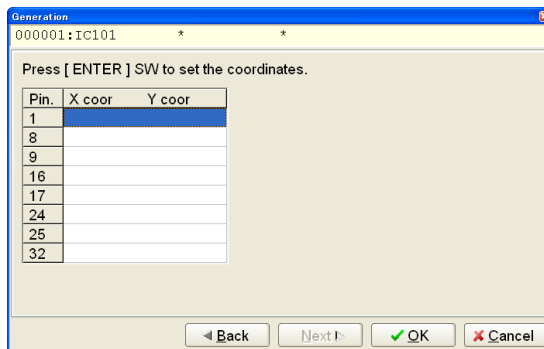 Generation
000001:IC101 * *
Press [ ENTER ] SW to set the coordinates.
Pin. X coor Y coor
1
8
9
16
17
24
25
32
Back Next OK Cancel